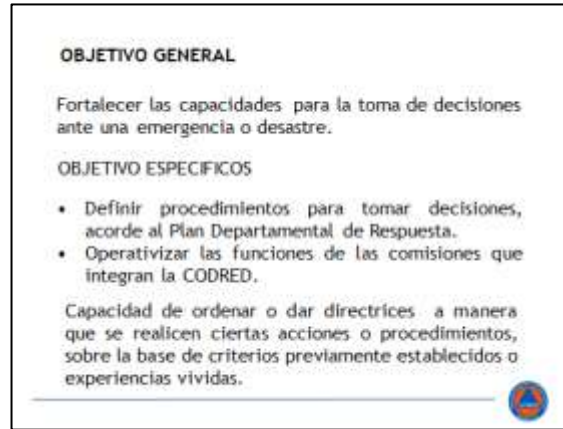 OBJETIVO GENERAL
Fortalecer las capacidades para la toma de decisiones
ante una emergencia o desastre.
OBJETIVO ESPECIFICOS
• Definir procedimientos para tomar decisiones,
acorde al Plan Departamental de Respuesta.
• Operativizar las funciones de las comisiones que
integran la CODRED.
Capacidad de ordenar o dar directrices a manera
que se realicen ciertas acciones o procedimientos,
sobre la base de criterios previamente establecidos o
experiencias vividas.